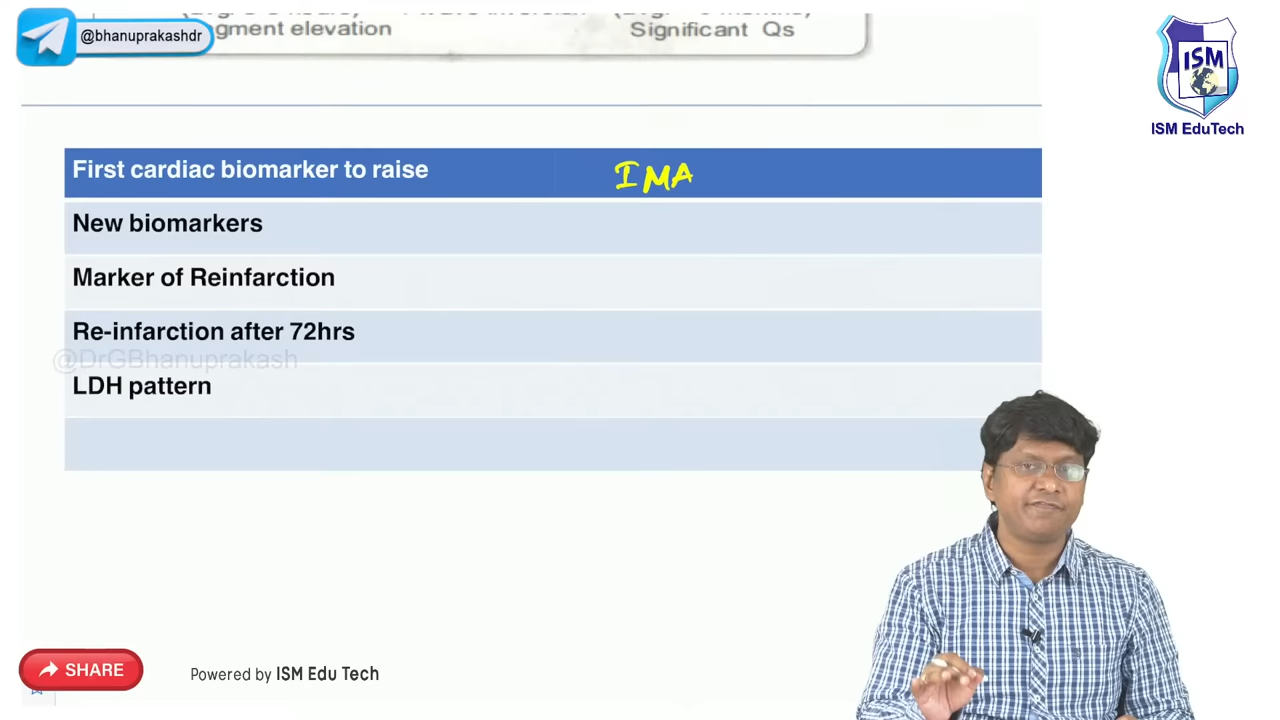 @bhanuprakashdr
gment elevation
Significant Qs
ISM
ISM EduTech
First cardiac biomarker to raise
IMA
New biomarkers
Marker of Reinfarction
Re-infarction after 72hrs
@DrGBhanuprakash
LDH pattern
SHARE
Powered by ISM Edu Tech